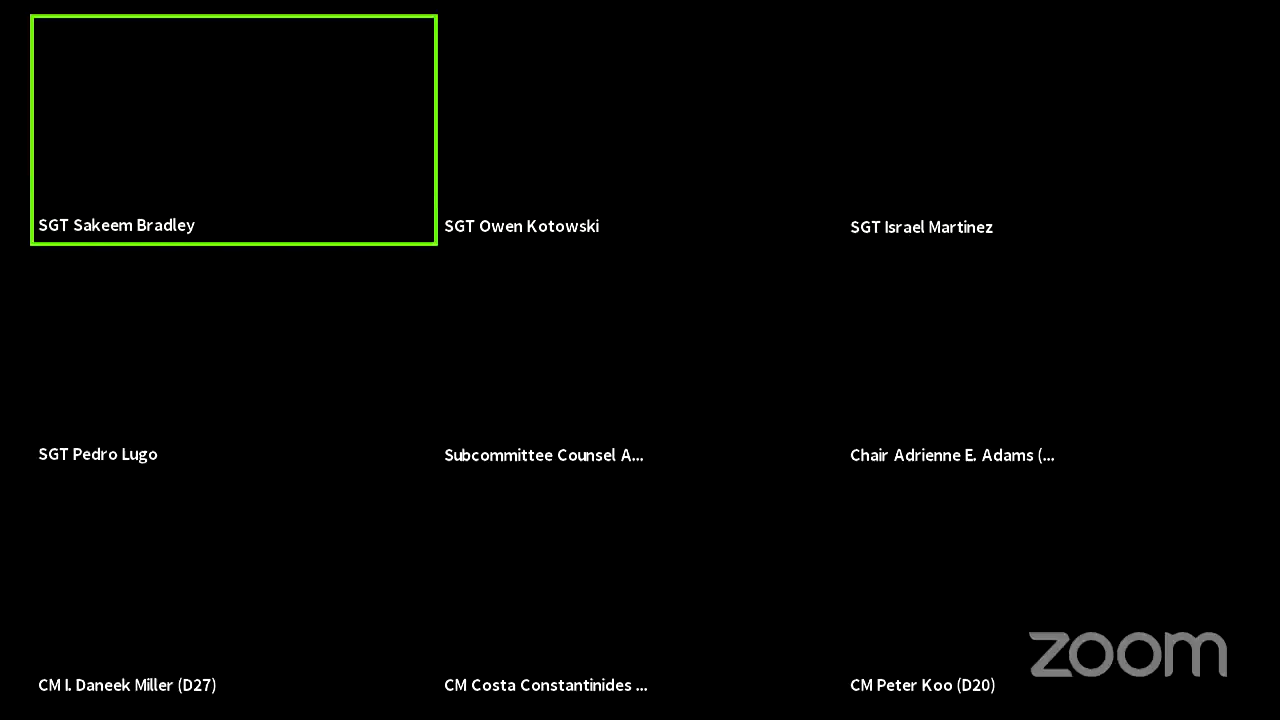 SGT Sakeem Bradley
SGT Owen Kotowski
SGT Israel Martinez
SGT Pedro Lugo
Subcommittee Counsel A...
Chair Adrienne E. Adams (...
CM I. Daneek Miller (D27)
CM Costa Constantinides ...
CM Peter Koo (D20)
zoom